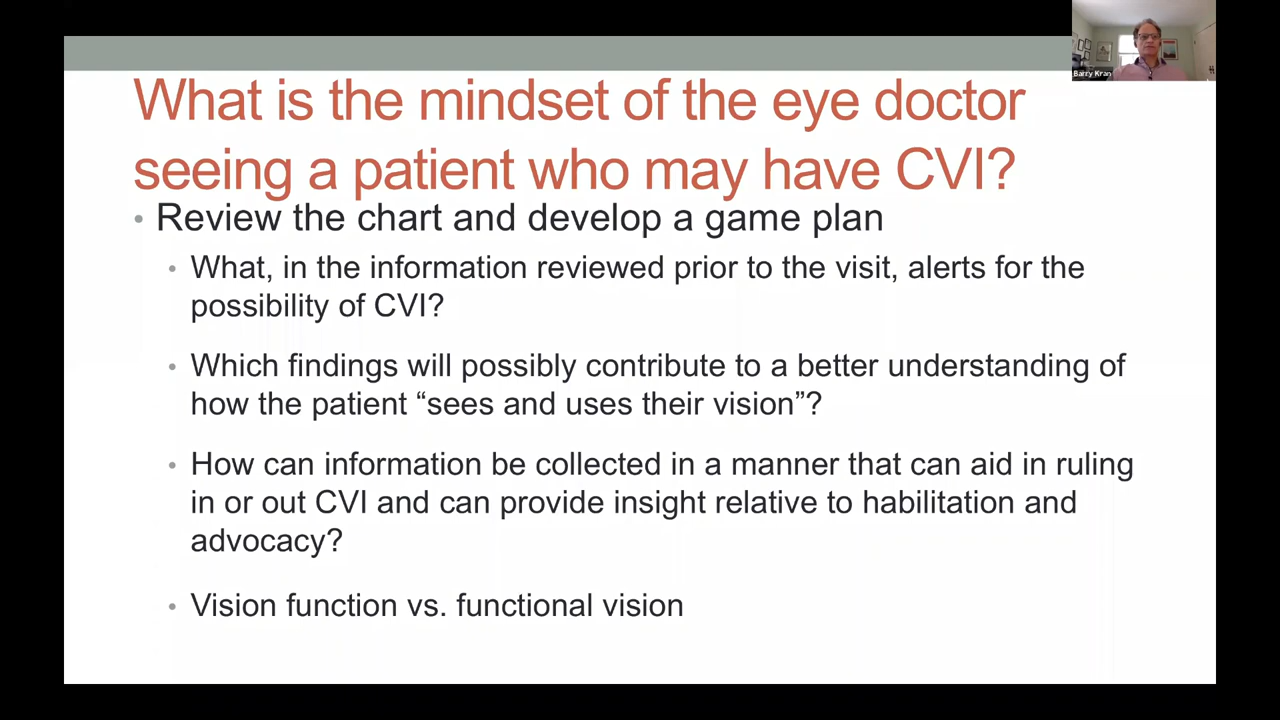 Barry Kran
What is the mindset of the eye doctor
seeing a patient who may have CVI?
• Review the chart and develop a game plan
• What, in the information reviewed prior to the visit, alerts for the
possibility of CVI?
• Which findings will possibly contribute to a better understanding of
how the patient “sees and uses their vision”?
• How can information be collected in a manner that can aid in ruling
in or out CVI and can provide insight relative to habilitation and
advocacy?
• Vision function vs. functional vision